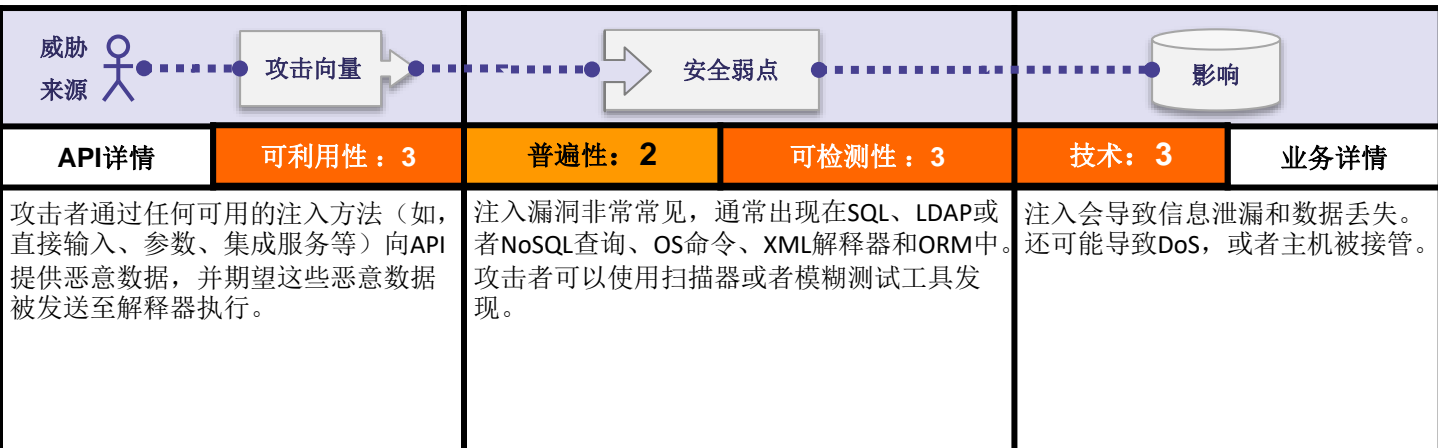 威胁
来源
攻击向量
安全弱点
影响
API详情
可利用性：3
普遍性：2
可检测性：3
技术：3
业务详情
攻击者通过任何可用的注入方法（如，
直接输入、参数、集成服务等）向API
提供恶意数据，并期望这些恶意数据
被发送至解释器执行。
注入漏洞非常常见，通常出现在SQL、LDAP或
者NoSQL查询、OS命令、XML解释器和ORM中。
攻击者可以使用扫描器或者模糊测试工具发
现。
注入会导致信息泄漏和数据丢失。
还可能导致DoS，或者主机被接管。